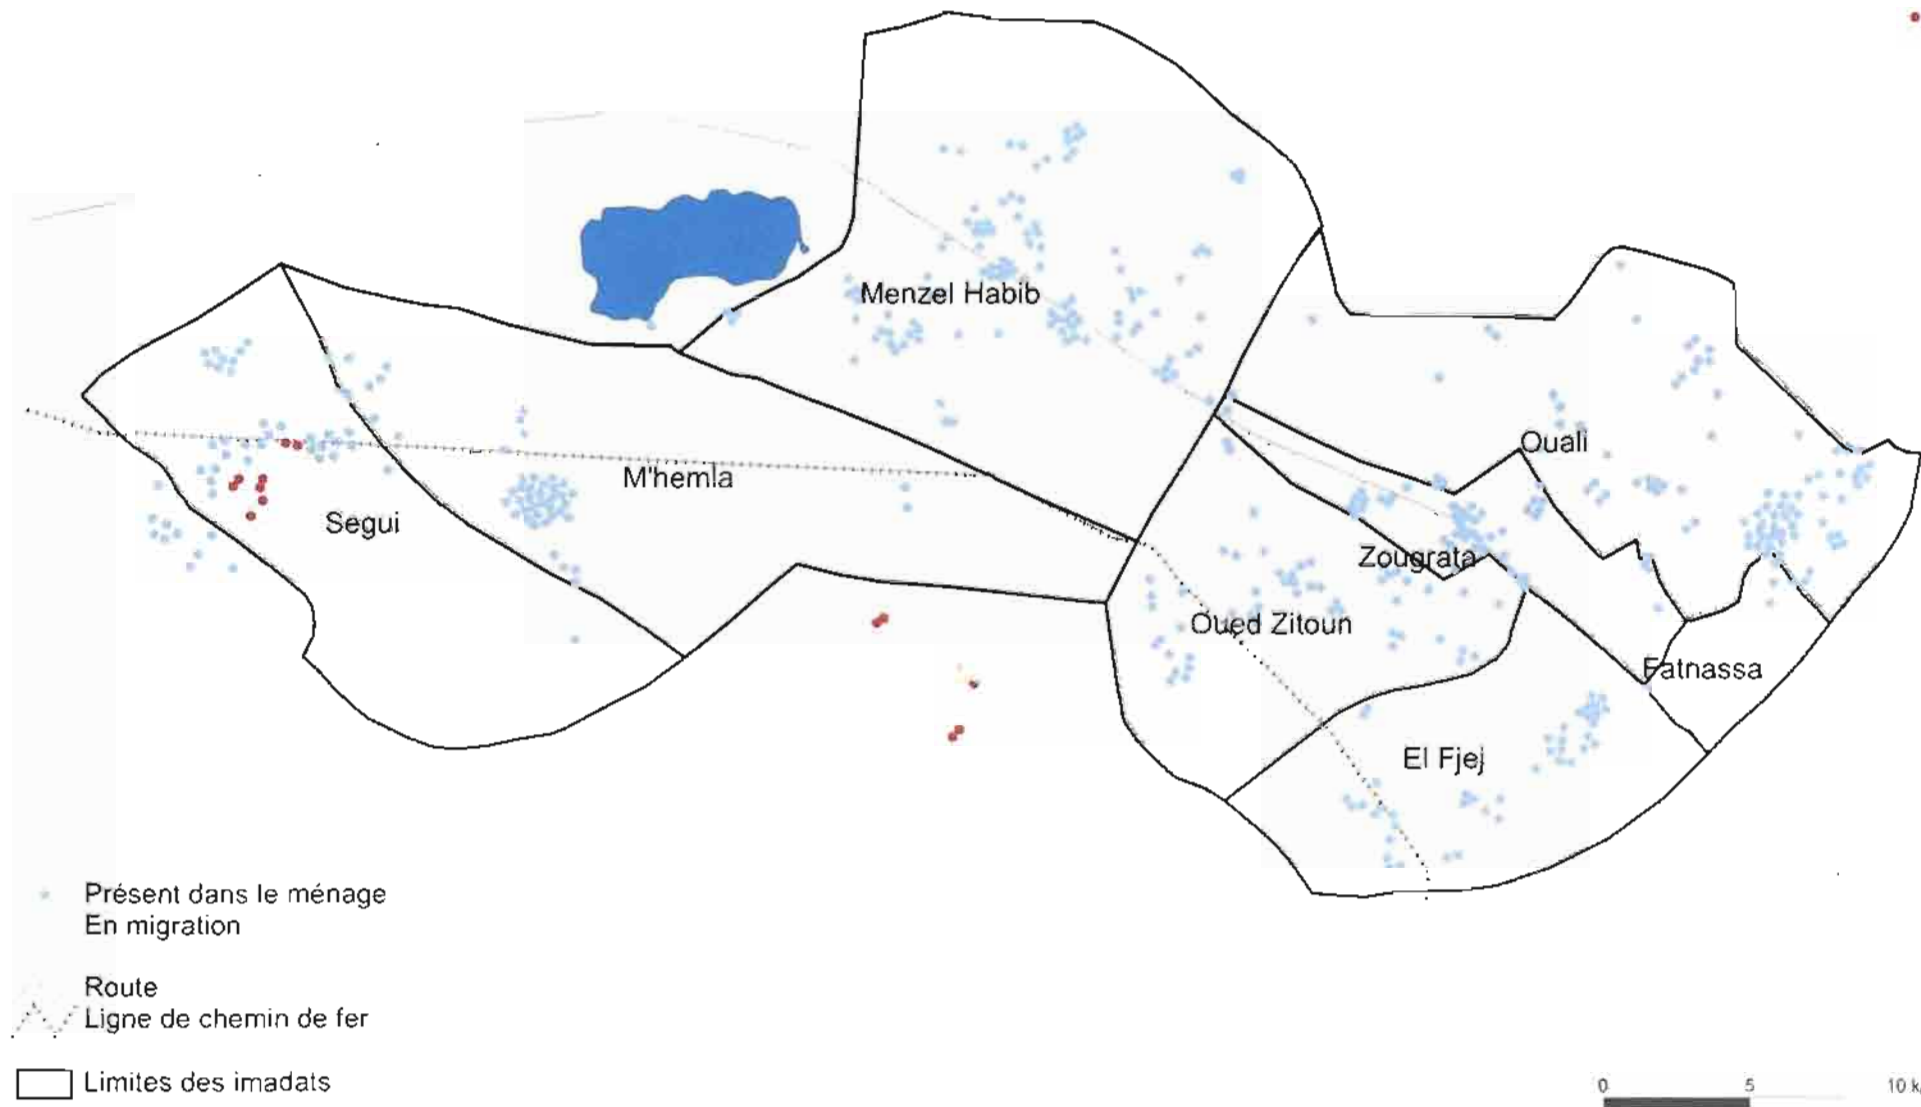 Menzel Habib
Ouali
M'hemla
Segui
Zougrata
Oued Zitoun
Fatnassa
El Fjej
Présent dans le ménage
En migration
Route
Ligne de chemin de fer
Limites des imadats
0 5 10 k